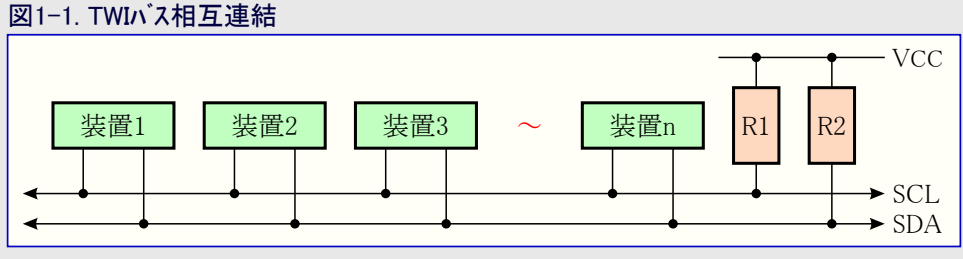 図1-1. TWIバス相互連結
VCC
装置1 装置2 装置3 ～ 装置n R1 R2
SCL
SDA